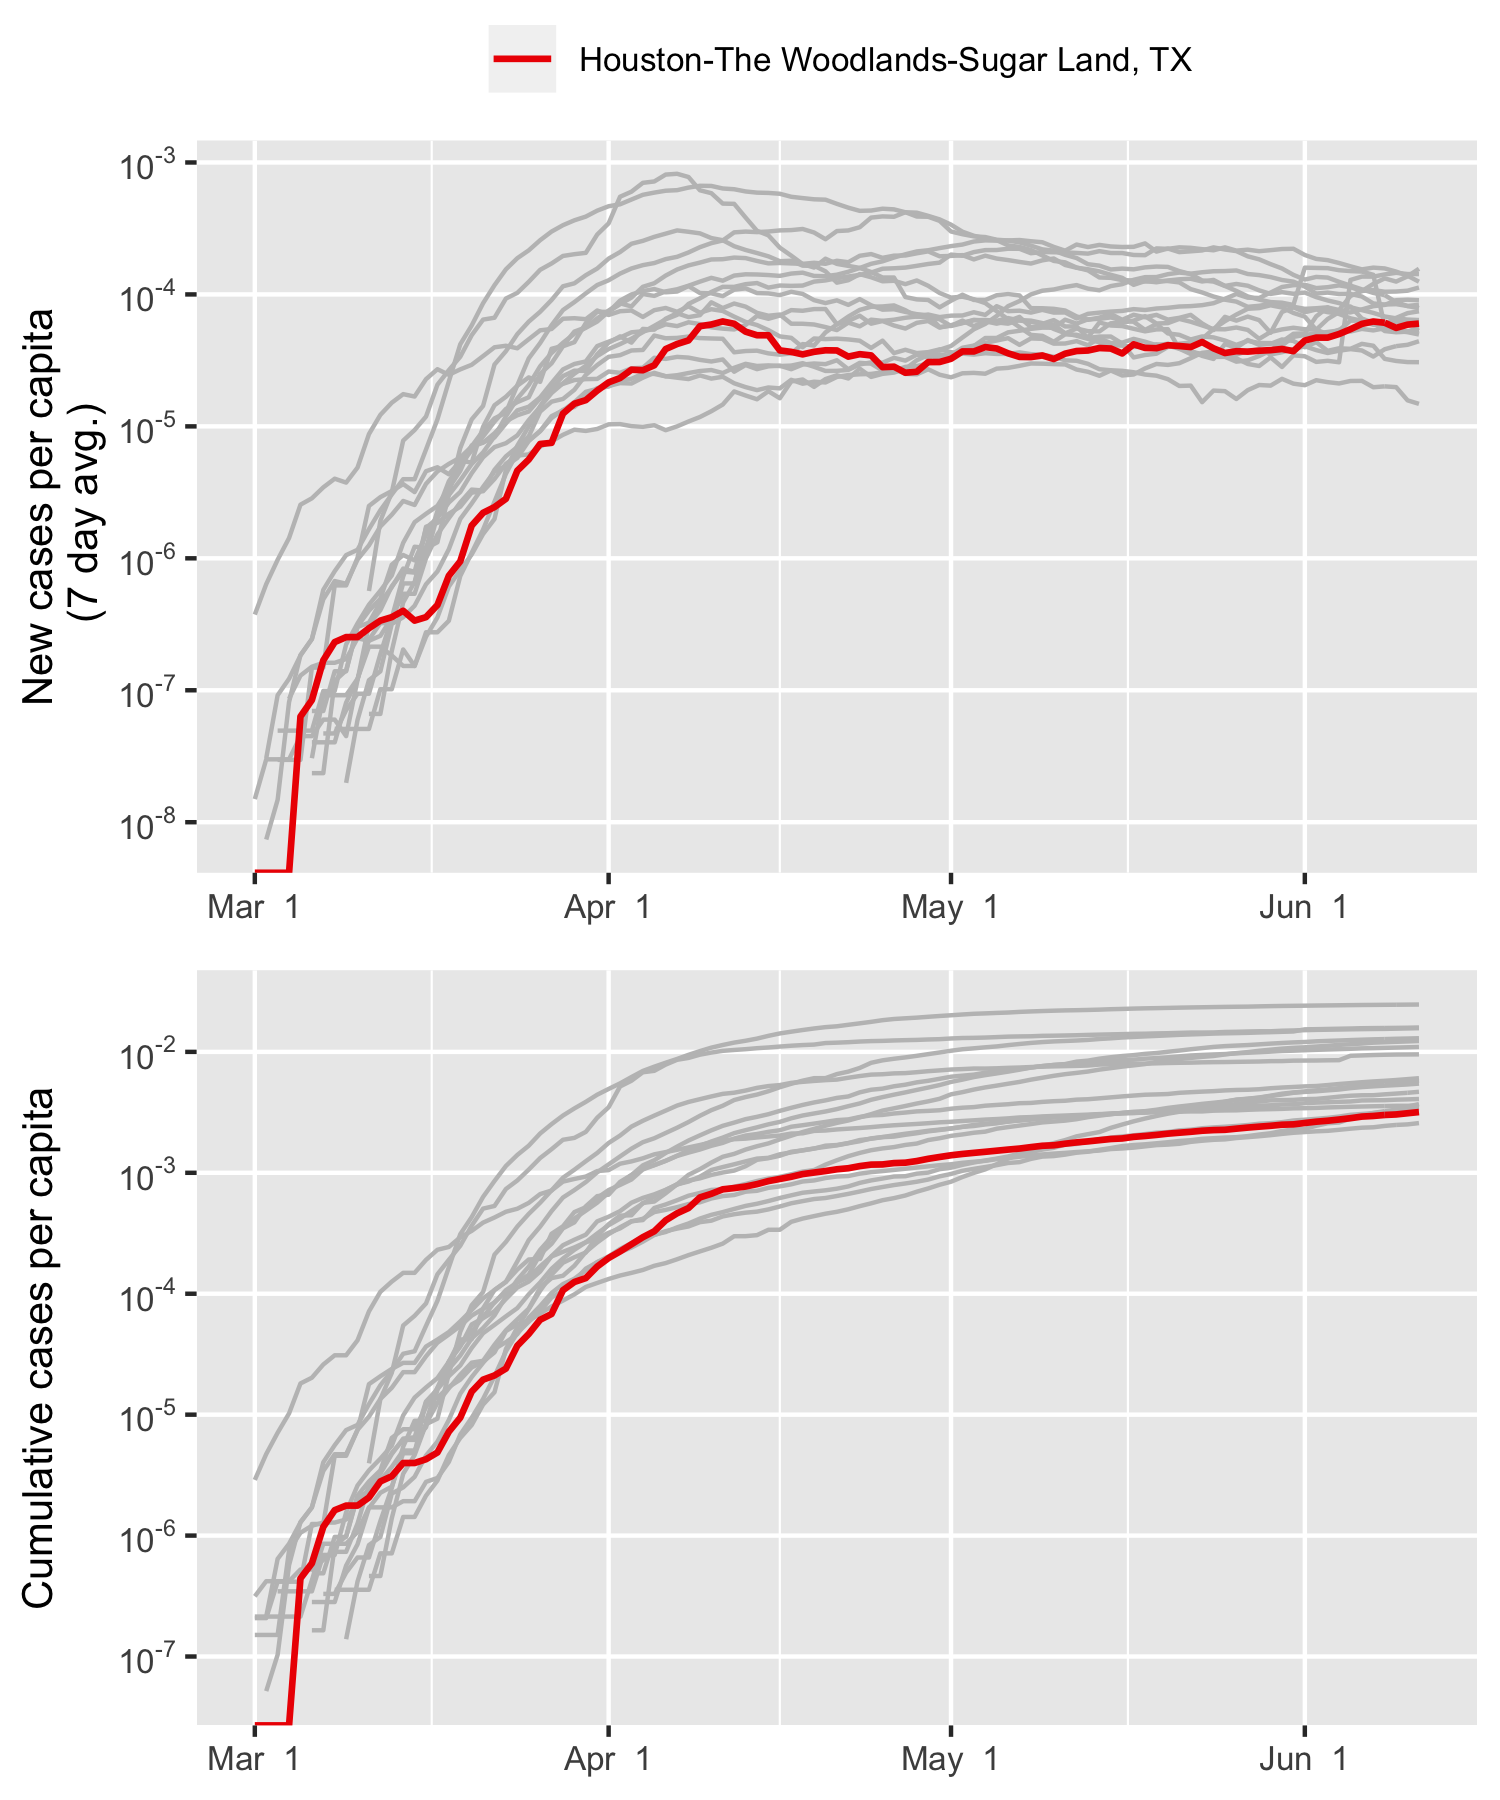 Houston-The Woodlands-Sugar Land, TX
New cases per capita
(7 day avg.)
10⁻³
10⁻⁴
10⁻⁵
10⁻⁶
10⁻⁷
10⁻⁸
Mar 1 Apr 1 May 1 Jun 1
Cumulative cases per capita
10⁻²
10⁻³
10⁻⁴
10⁻⁵
10⁻⁶
10⁻⁷
Mar 1 Apr 1 May 1 Jun 1